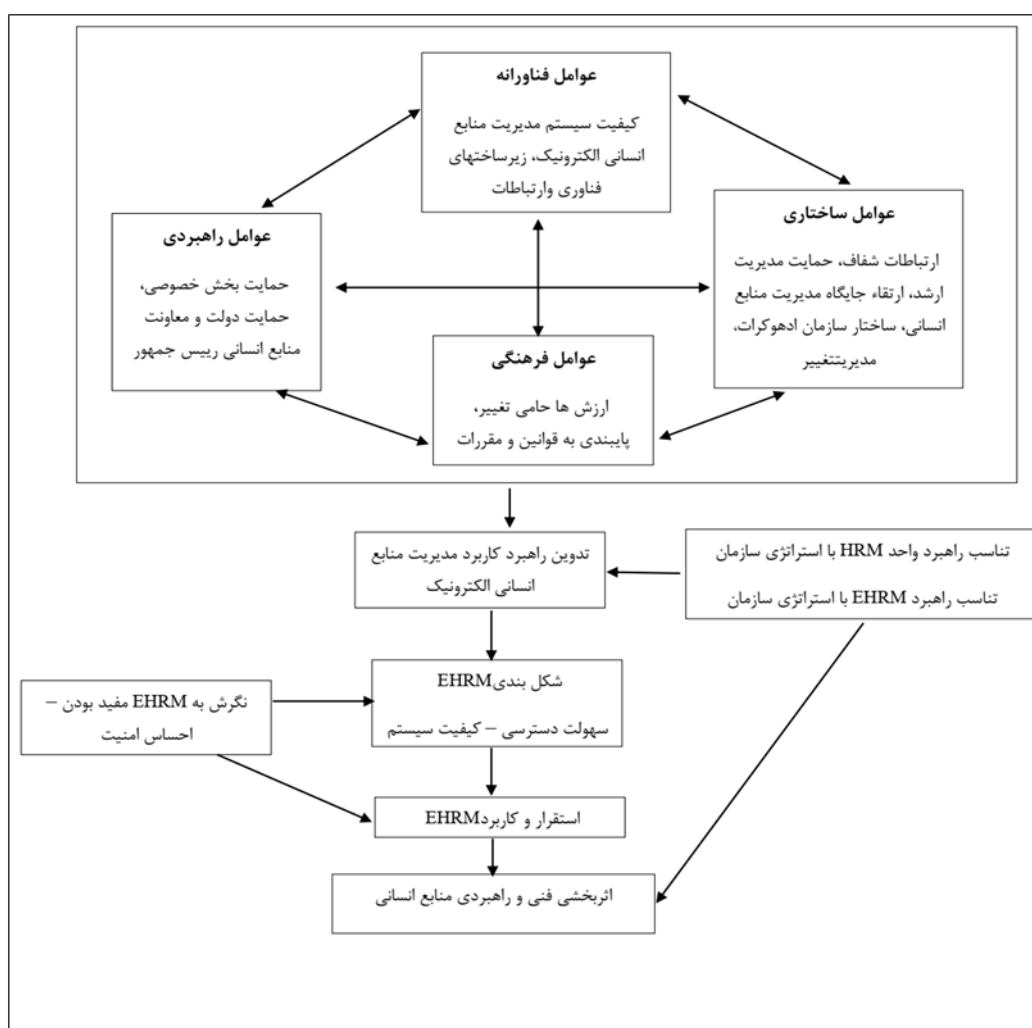 عوامل فناورانه
کیفیت سیستم مدیریت منابع
انسانی الکترونیک، زیرساختهای
فناوری وارتباطات
عوامل ساختاری
ارتباطات شفاف، حمایت مدیریت
ارشد، ارتقاء جایگاه مدیریت منابع
انسانی، ساختار سازمان ادهوکرات،
مدیریتتغییر
عوامل راهبردی
حمایت بخش خصوصی،
حمایت دولت و معاونت
منابع انسانی رییس جمهور
عوامل فرهنگی
ارزش ها حامی تغییر،
پایبندی به قوانین و مقررات
تدوین راهبرد کاربرد مدیریت منابع
انسانی الکترونیک
تناسب راهبرد واحد HRM با استراتژی سازمان
تناسب راهبرد EHRM با استراتژی سازمان
شکل بندیEHRM
سهولت دسترسی – کیفیت سیستم
نگرش به EHRM مفید بودن –
احساس امنیت
استقرار و کاربردEHRM
اثربخشی فنی و راهبردی منابع انسانی